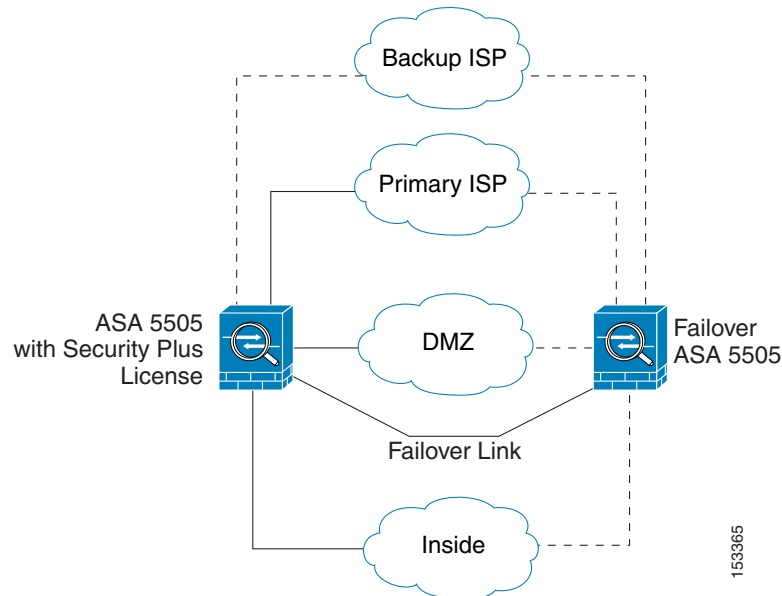 Backup ISP
Primary ISP
ASA 5505
with Security Plus
License
DMZ
Failover
ASA 5505
Failover Link
Inside
153365